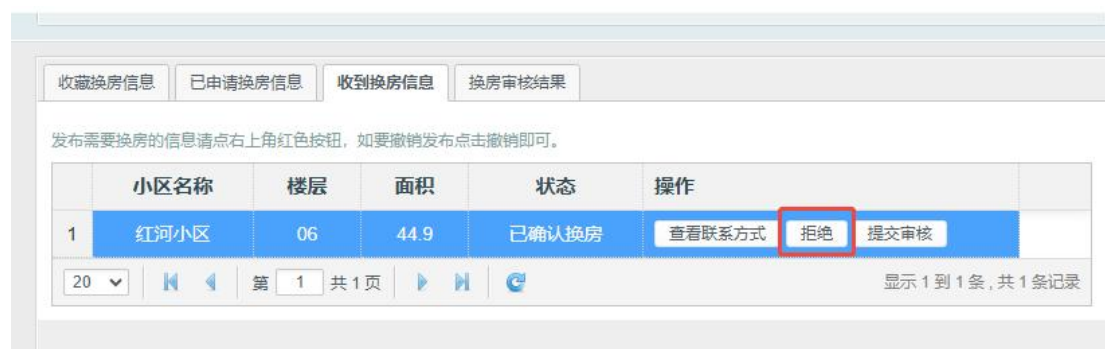 收藏换房信息 已申请换房信息 收到换房信息 换房审核结果
发布需要换房的信息请点右上角红色按钮，如要撤销发布点击撤销即可。
小区名称 楼层 面积 状态 操作
1 红河小区 06 44.9 已确认换房 查看联系方式 拒绝 提交审核
20 第 1 共1页 显示1到1条,共1条记录